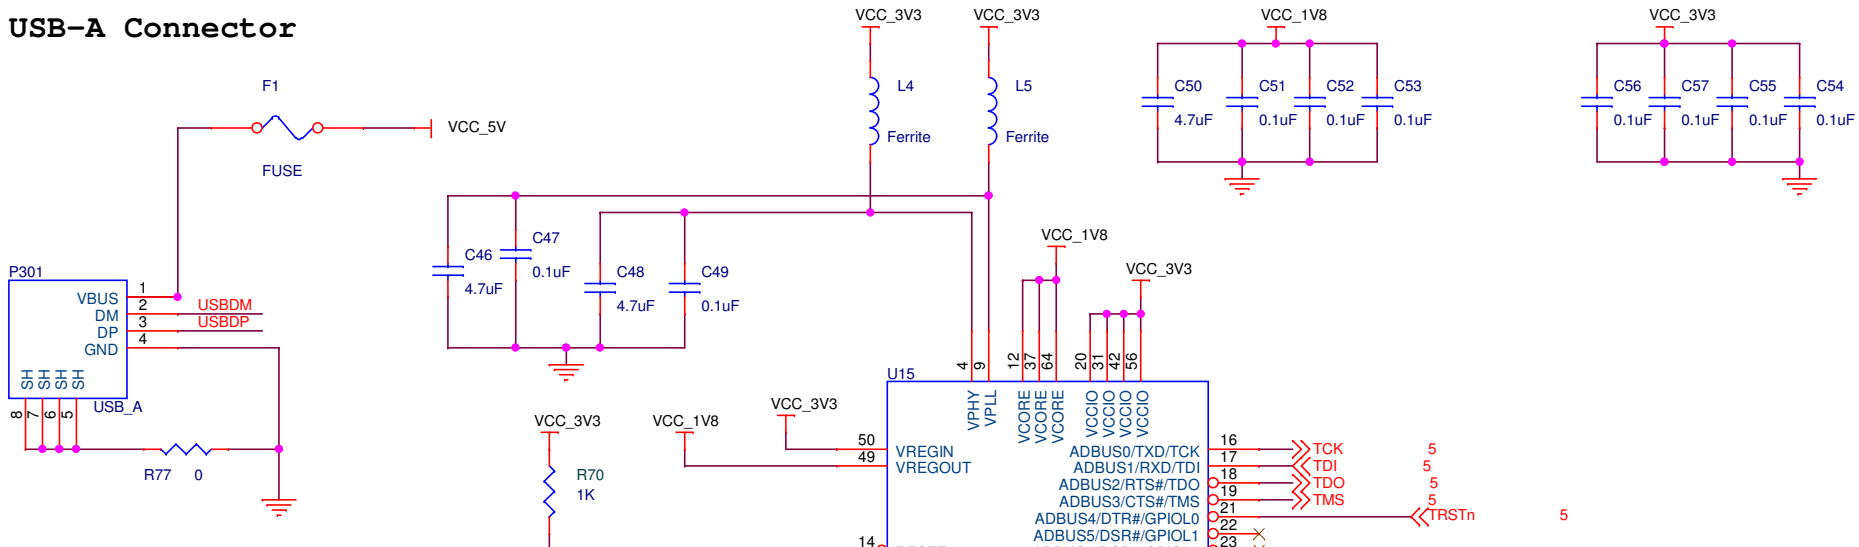 USB-A Connector
VCC_3V3
VCC_3V3
VCC_1V8
VCC_3V3
F1
FUSE
VCC_5V
L4
Ferrite
L5
Ferrite
C50
4.7uF
C51
0.1uF
C52
0.1uF
C53
0.1uF
C56
0.1uF
C57
0.1uF
C55
0.1uF
C54
0.1uF
C46
4.7uF
C47
0.1uF
C48
4.7uF
C49
0.1uF
VCC_1V8
VCC_3V3
P301
VBUS 1
DM 2 USBDM
DP 3 USBDP
GND 4
SH SH SH SH
8 7 6 5
USB_A
R77 0
VCC_3V3
R70
1K
VCC_1V8
VCC_3V3
U15
4 9 12 37 64 20 31 42 56
VPHY VPLL VCORE VCORE VCORE VCCIO VCCIO VCCIO VCCIO
50 VREGIN
49 VREGOUT
14
ADBUS0/TXD/TCK 16 TCK 5
ADBUS1/RXD/TDI 17 TDI 5
ADBUS2/RTS#/TDO 18 TDO 5
ADBUS3/CTS#/TMS 19 TMS 5
ADBUS4/DTR#/GPIOL0 21 TRSTn 5
ADBUS5/DSR#/GPIOL1 22
23